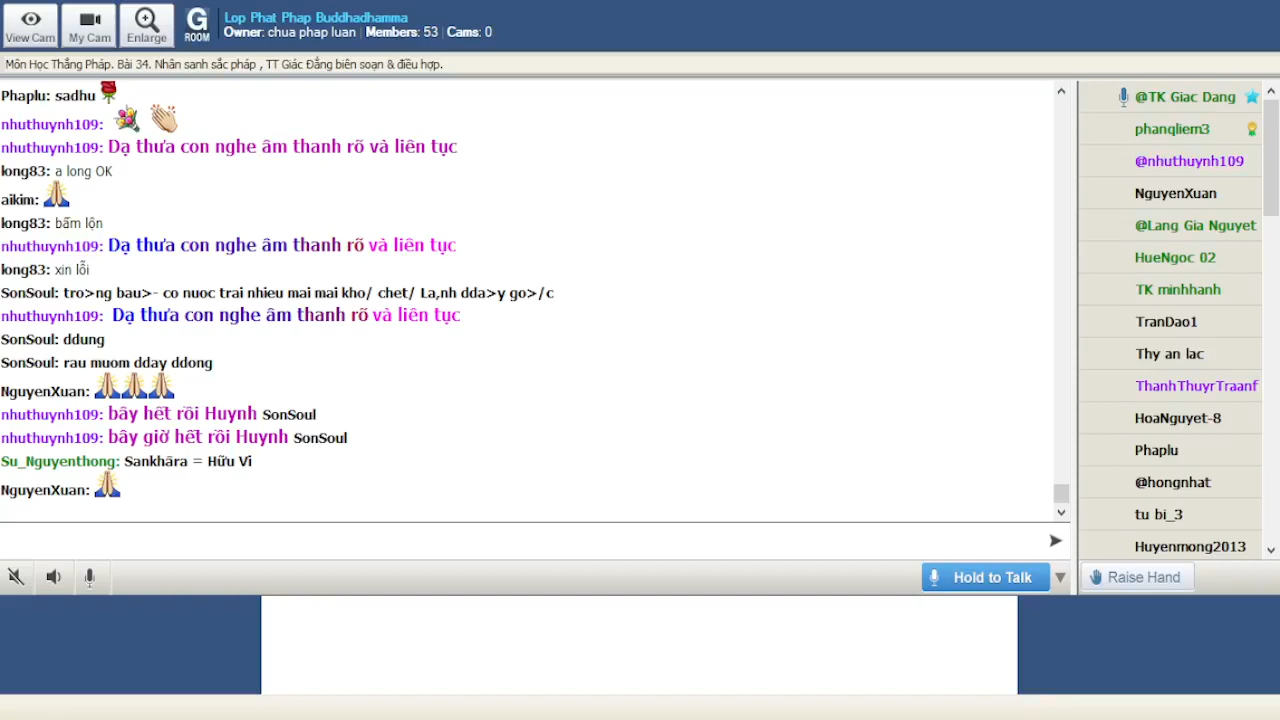 View Cam
My Cam
Enlarge
G ROOM
Lop Phat Phap Buddhadhamma
Owner: chua phap luan | Members: 53 | Cams: 0
Môn Học Thắng Pháp. Bài 34. Nhân sanh sắc pháp , TT Giác Đẳng biên soạn & điều hợp.
Phaplu: sadhu
nhuthuynh109:
nhuthuynh109: Dạ thưa con nghe âm thanh rõ và liên tục
long83: a long OK
aikim:
long83: bấm lộn
nhuthuynh109: Dạ thưa con nghe âm thanh rõ và liên tục
long83: xin lỗi
SonSoul: tro>ng bau>- co nuoc trai nhieu mai mai kho/ chet/ La,nh dda>y go>/c
nhuthuynh109: Dạ thưa con nghe âm thanh rõ và liên tục
SonSoul: ddung
SonSoul: rau muom dday ddong
NguyenXuan:
nhuthuynh109: bây hết rồi Huynh SonSoul
nhuthuynh109: bây giờ hết rồi Huynh SonSoul
Su_Nguyenthong: Sankhāra = Hữu Vi
NguyenXuan:
@TK Giac Dang
phanqliem3
@nhuthuynh109
NguyenXuan
@Lang Gia Nguyet
HueNgoc 02
TK minhhanh
TranDao1
Thy an lac
ThanhThuyrTraanf
HoaNguyet-8
Phaplu
@hongnhat
tu bi_3
Huyenmong2013
Hold to Talk
Raise Hand